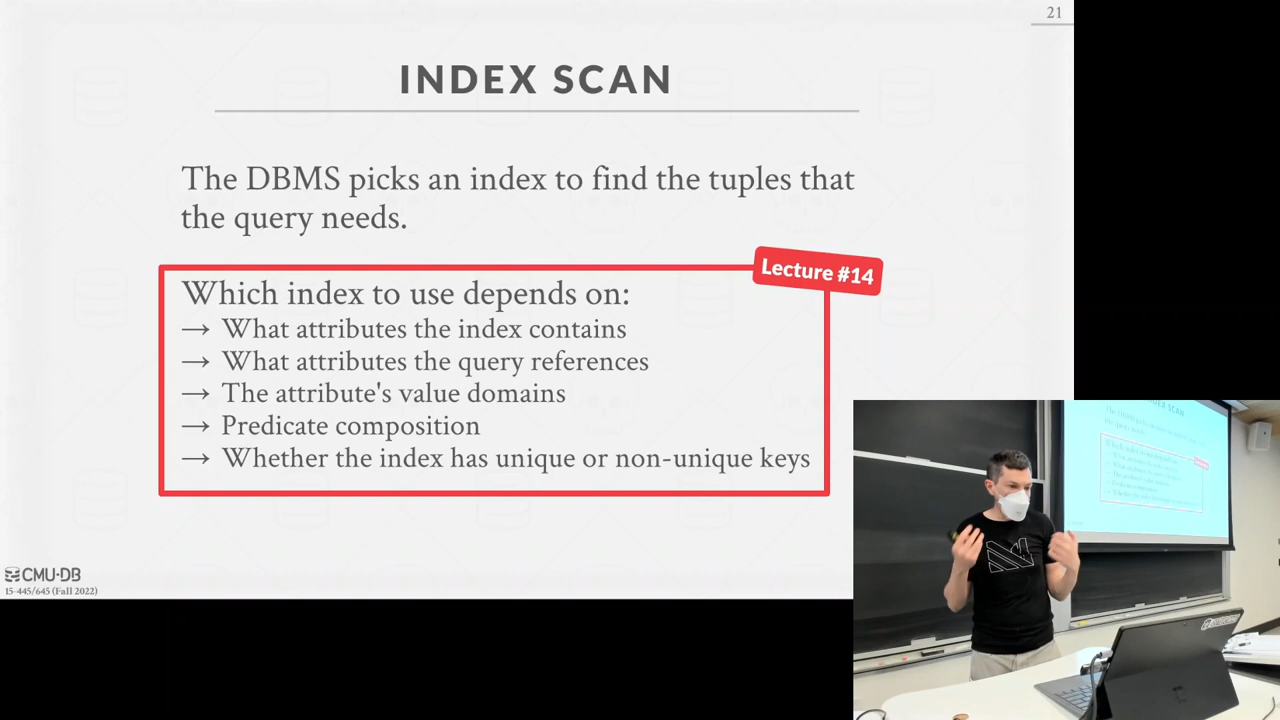 21
INDEX SCAN
The DBMS picks an index to find the tuples that
the query needs.
Lecture #14
Which index to use depends on:
→ What attributes the index contains
→ What attributes the query references
→ The attribute's value domains
→ Predicate composition
→ Whether the index has unique or non-unique keys
CMU·DB
15-445/645 (Fall 2022)